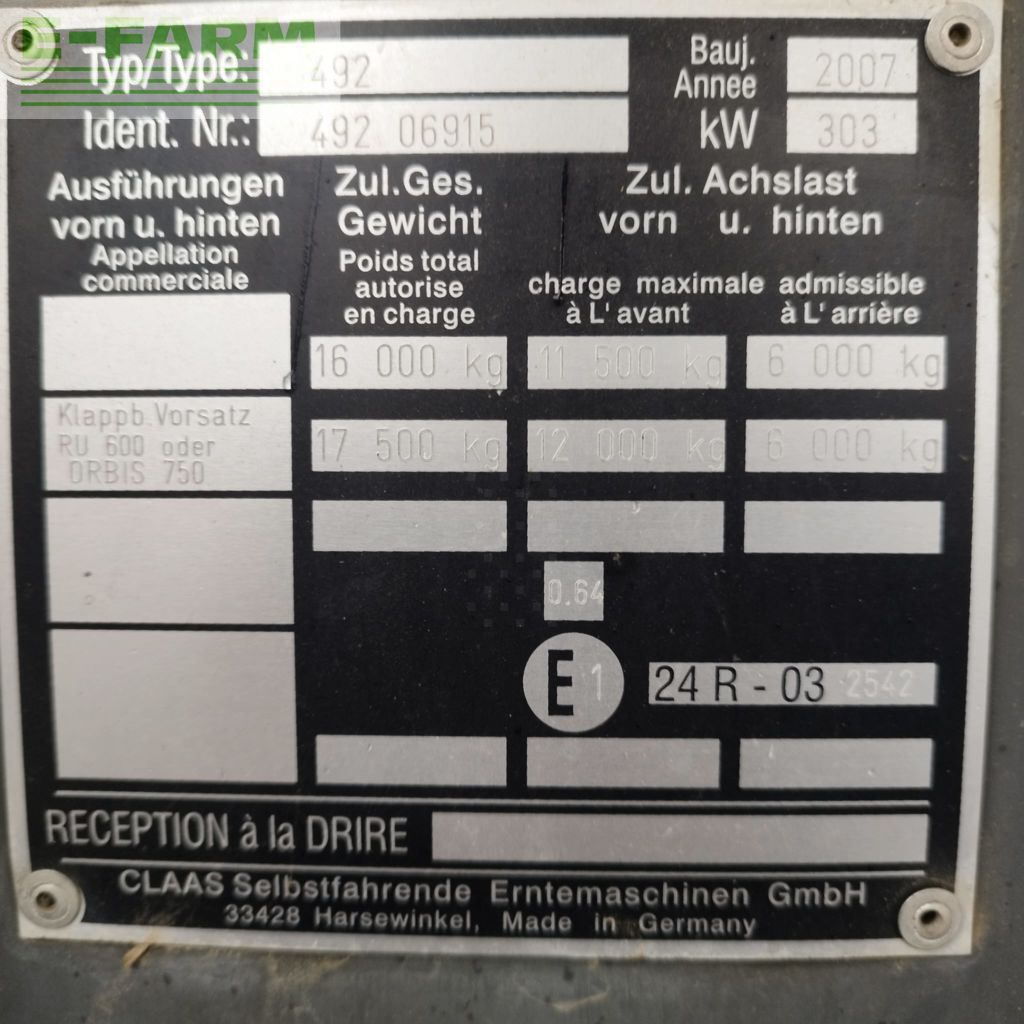 E-FARM
Typ/Type: 492
Bauj. Annee 2007
Ident. Nr.: 492 06915
kW 303
Ausführungen
vorn u. hinten
Appellation
commerciale
Zul.Ges.
Gewicht
Poids total
autorise
en charge
Zul. Achslast
vorn u. hinten
charge maximale admissible
à L'avant à L'arrière
16 000 kg 11 500 kg 6 000 kg
Klappb.Vorsatz
RU 600 oder
ORBIS 750
17 500 kg 12 000 kg 6 000 kg
0.64
E 1 24 R - 03 2542
RECEPTION à la DRIRE
CLAAS Selbstfahrende Erntemaschinen GmbH
33428 Harsewinkel, Made in Germany